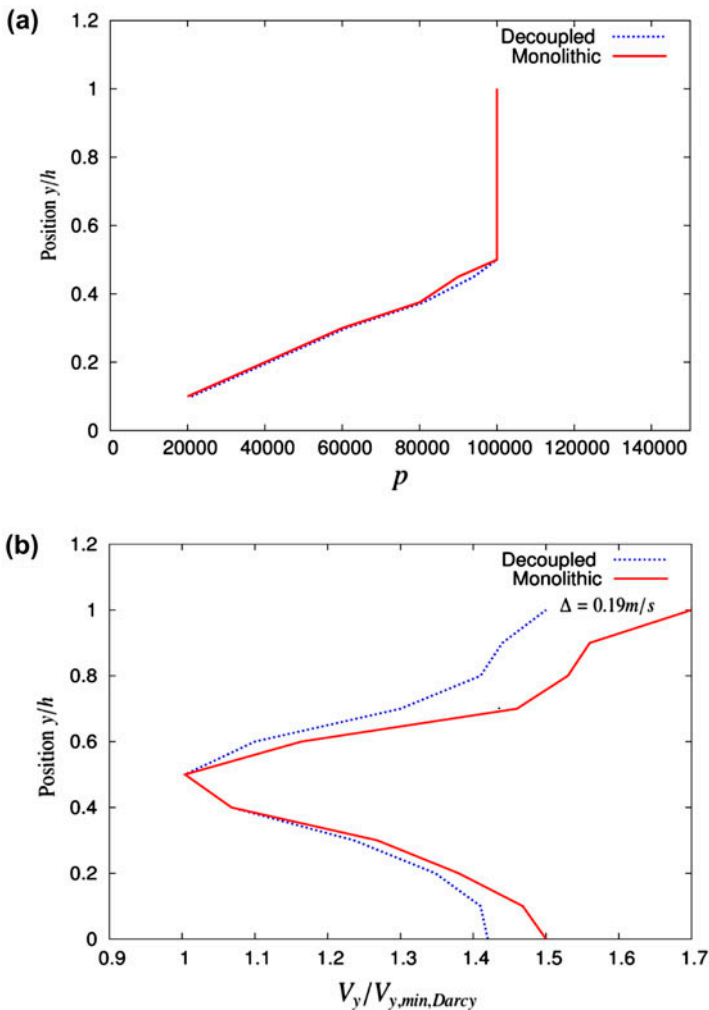 (a)
1.2
1
0.8
0.6
0.4
0.2
0
Position y/h
Decoupled
Monolithic
0 20000 40000 60000 80000 100000 120000 140000
p
(b)
1.2
1
0.8
0.6
0.4
0.2
0
Position y/h
Decoupled
Monolithic
Δ = 0.19m/s
0.9 1 1.1 1.2 1.3 1.4 1.5 1.6 1.7
V_y/V_{y,min,Darcy}